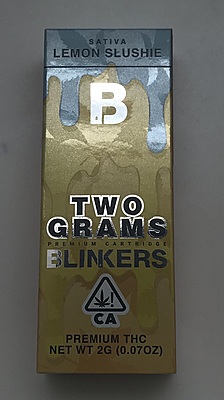 SATIVA
LEMON SLUSHIE
B
TWO
GRAMS
PREMIUM CARTRIDGE
BLINKERS
!
CA
PREMIUM THC
NET WT 2G (0.07OZ)